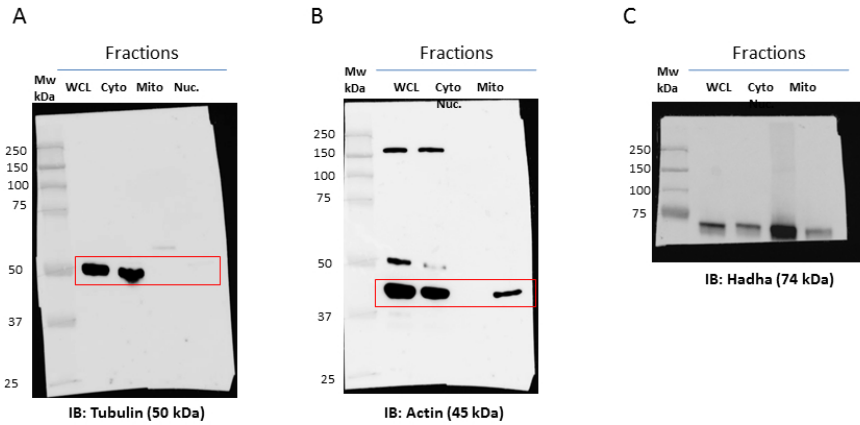 A
Fractions
Mw
kDa
WCL Cyto Mito Nuc.
250
150
100
75
50
37
25
IB: Tubulin (50 kDa)
B
Fractions
Mw
kDa
WCL Cyto Mito
Nuc.
250
150
100
75
50
37
25
IB: Actin (45 kDa)
C
Fractions
Mw
kDa
WCL Cyto Mito
Nuc.
250
150
100
75
IB: Hadha (74 kDa)